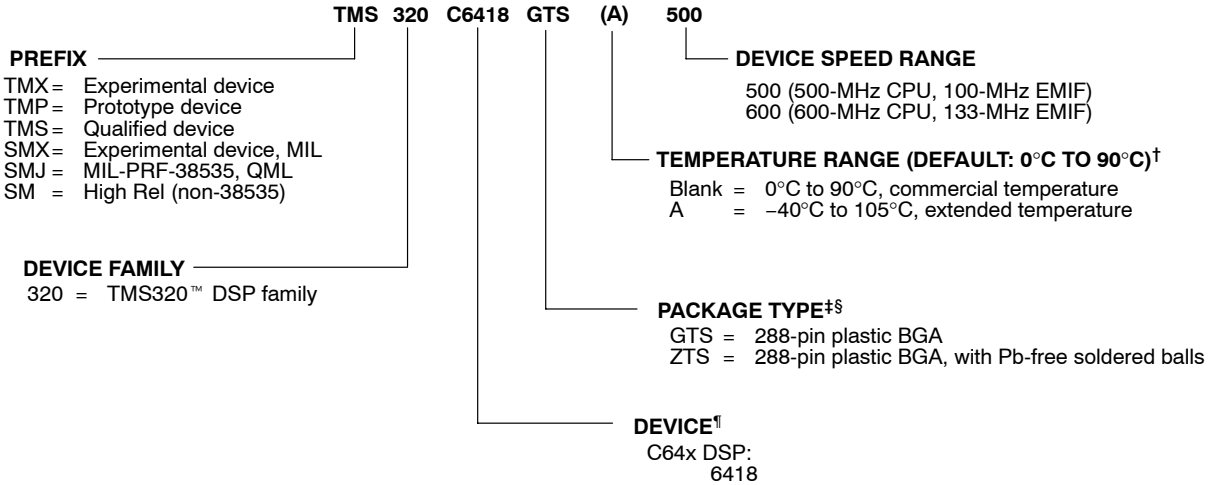 TMS 320 C6418 GTS (A) 500
PREFIX
TMX = Experimental device
TMP = Prototype device
TMS = Qualified device
SMX = Experimental device, MIL
SMJ = MIL-PRF-38535, QML
SM = High Rel (non-38535)
DEVICE SPEED RANGE
500 (500-MHz CPU, 100-MHz EMIF)
600 (600-MHz CPU, 133-MHz EMIF)
TEMPERATURE RANGE (DEFAULT: 0°C TO 90°C)†
Blank = 0°C to 90°C, commercial temperature
A = −40°C to 105°C, extended temperature
DEVICE FAMILY
320 = TMS320™ DSP family
PACKAGE TYPE‡§
GTS = 288-pin plastic BGA
ZTS = 288-pin plastic BGA, with Pb-free soldered balls
DEVICE¶
C64x DSP:
6418